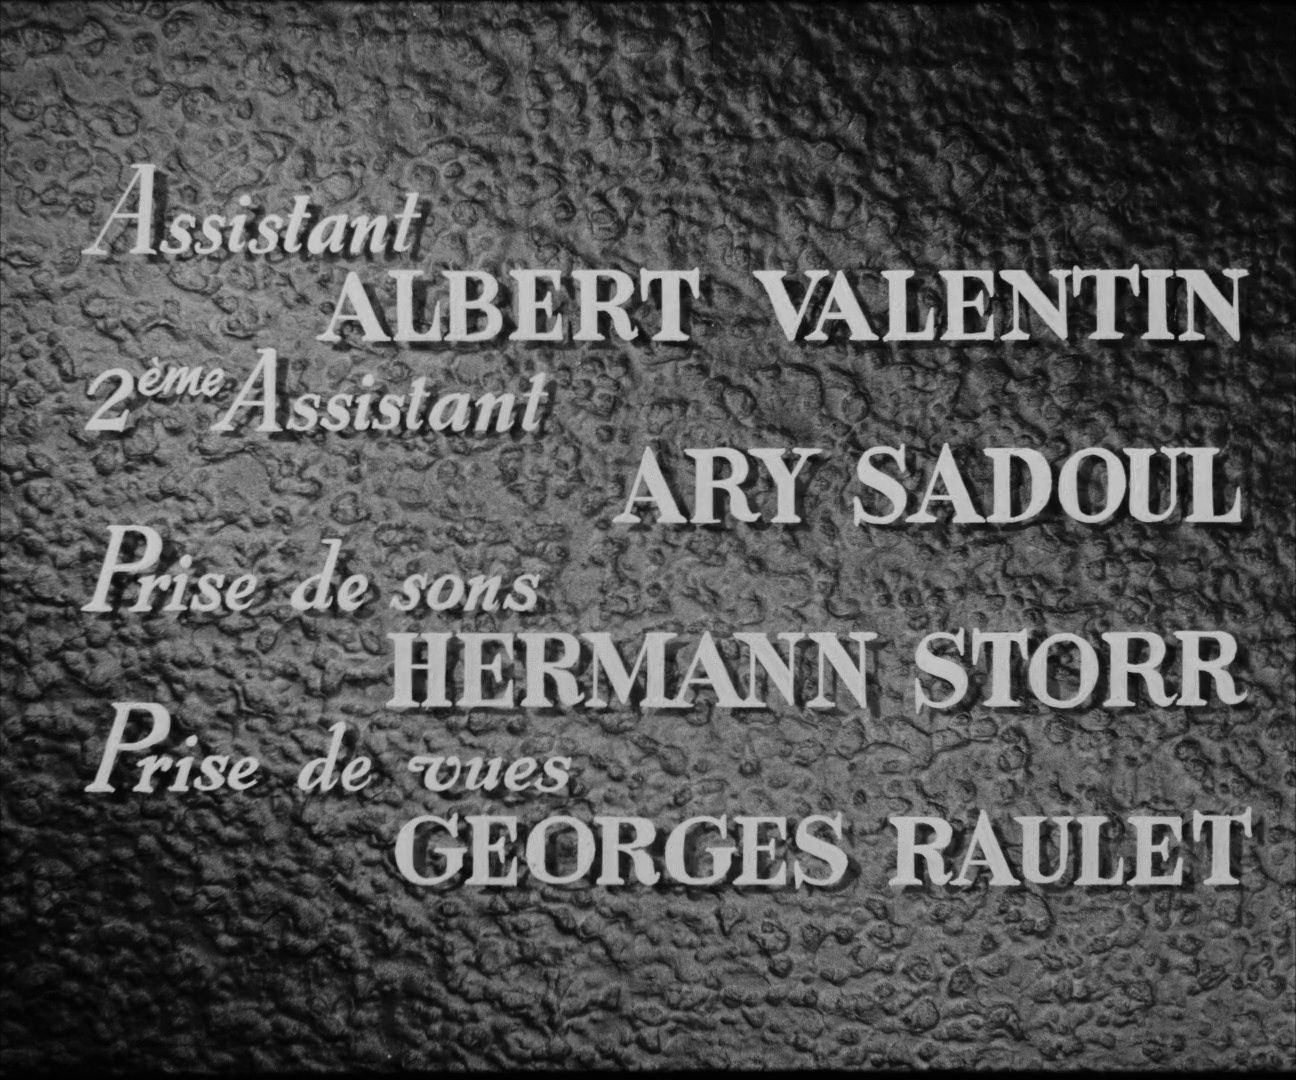 Assistant
ALBERT VALENTIN
2ème Assistant
ARY SADOUL
Prise de sons
HERMANN STORR
Prise de vues
GEORGES RAULET